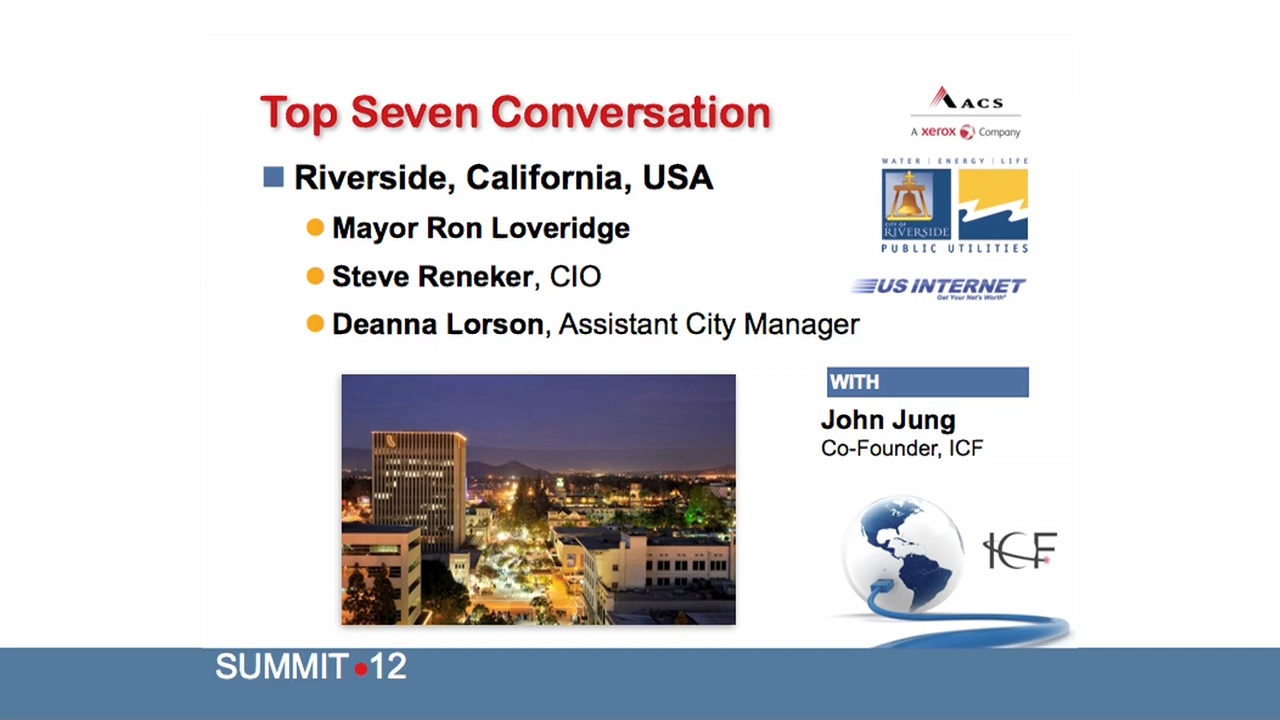 Top Seven Conversation
Riverside, California, USA
Mayor Ron Loveridge
Steve Reneker, CIO
Deanna Lorson, Assistant City Manager
ACS
A xerox Company
WATER | ENERGY | LIFE
CITY OF
RIVERSIDE
PUBLIC UTILITIES
US INTERNET
Get Your Net's Worth®
WITH
John Jung
Co-Founder, ICF
ICF
SUMMIT•12